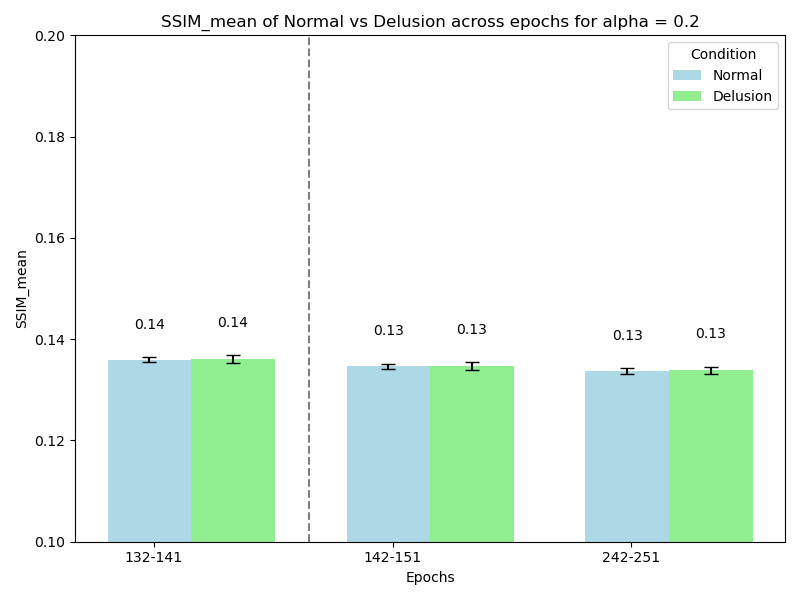 SSIM_mean of Normal vs Delusion across epochs for alpha = 0.2
0.20
0.18
0.16
0.14
0.12
0.10
SSIM_mean
Condition
Normal
Delusion
0.14
0.14
0.13
0.13
0.13
0.13
132-141
142-151
242-251
Epochs